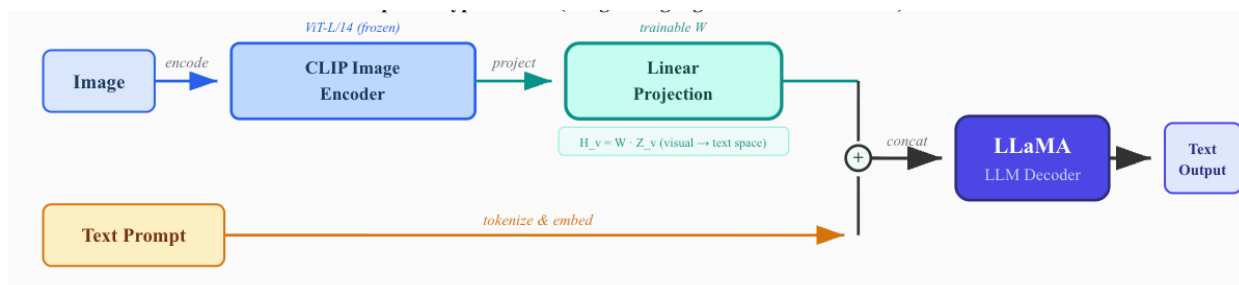 ViT-L/14 (frozen)
trainable W
Image
encode
CLIP Image
Encoder
project
Linear
Projection
H_v = W · Z_v (visual → text space)
+
concat
LLaMA
LLM Decoder
Text
Output
Text Prompt
tokenize & embed